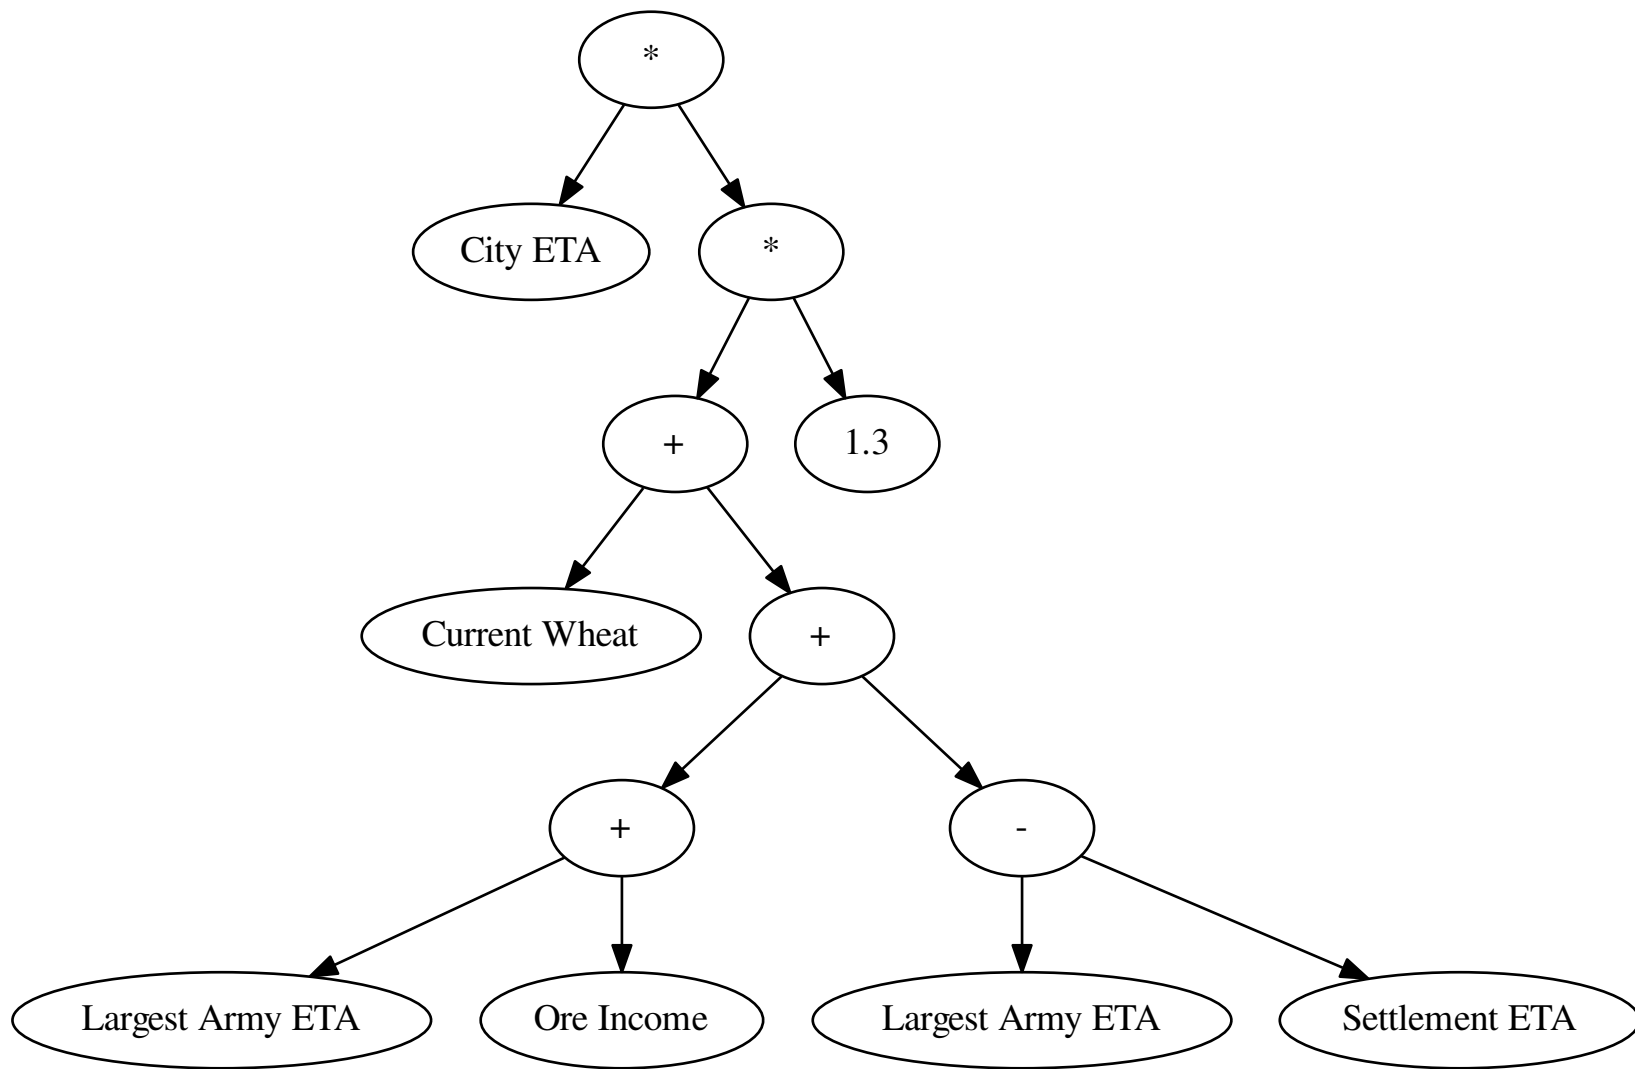 *
City ETA
*
+
1.3
Current Wheat
+
+
-
Largest Army ETA
Ore Income
Largest Army ETA
Settlement ETA